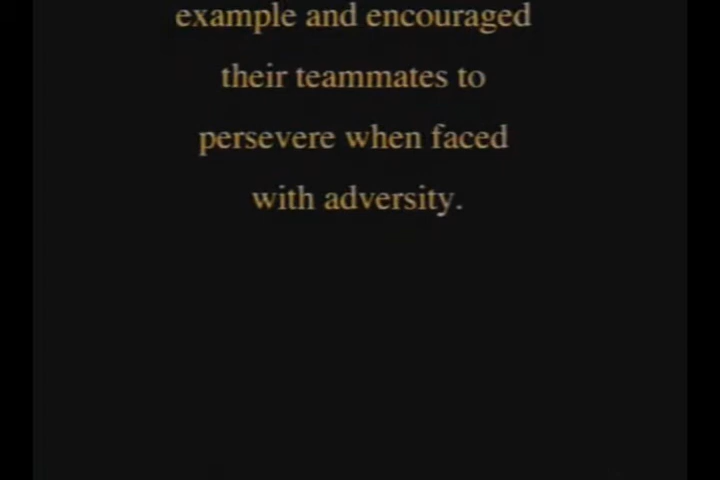 example and encouraged
their teammates to
persevere when faced
with adversity.